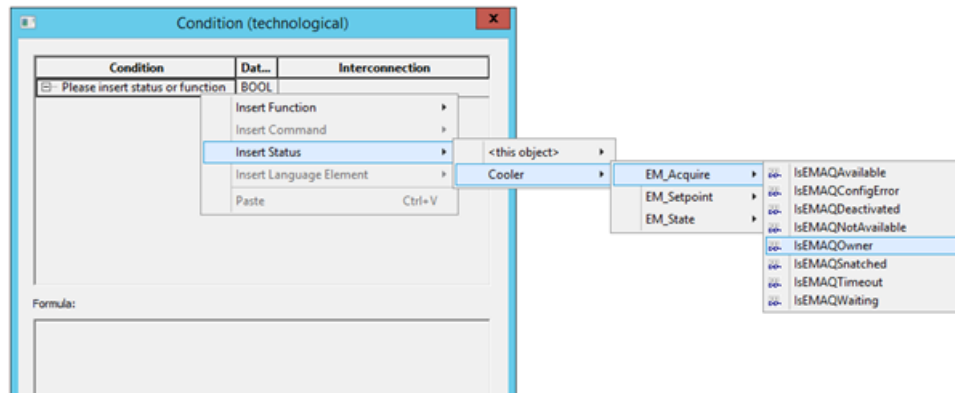 Condition (technological)
x
Condition Dat... Interconnection
Please insert status or function BOOL
Insert Function
Insert Command
Insert Status
Insert Language Element
Paste Ctrl+V
<this object>
Cooler
EM_Acquire
EM_Setpoint
EM_State
IsEMAQAvailable
IsEMAQConfigError
IsEMAQDeactivated
IsEMAQNotAvailable
IsEMAQOwner
IsEMAQSnatched
IsEMAQTimeout
IsEMAQWaiting
Formula: